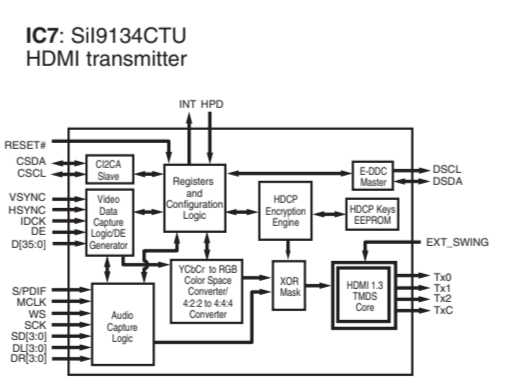 IC7: SiI9134CTU
HDMI transmitter
INT HPD
RESET#
CSDA
CSCL
CI2CA
Slave
Registers
and
Configuration
Logic
E-DDC
Master
DSCL
DSDA
VSYNC
HSYNC
IDCK
DE
D[35:0]
Video
Data
Capture
Logic/DE
Generator
HDCP
Encryption
Engine
HDCP Keys
EEPROM
EXT_SWING
YCbCr to RGB
Color Space
Converter/
4:2:2 to 4:4:4
Converter
XOR
Mask
HDMI 1.3
TMDS
Core
Tx0
Tx1
Tx2
TxC
S/PDIF
MCLK
WS
SCK
SD[3:0]
DL[3:0]
DR[3:0]
Audio
Capture
Logic